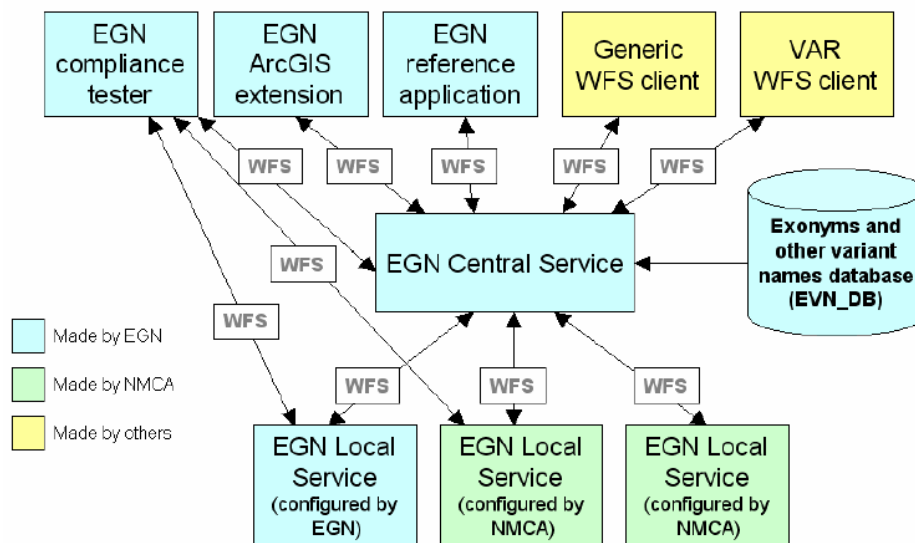 EGN
compliance
tester
EGN
ArcGIS
extension
EGN
reference
application
Generic
WFS client
VAR
WFS client
WFS
WFS
WFS
WFS
WFS
EGN Central Service
Exonyms and
other variant
names database
(EVN_DB)
WFS
WFS
Made by EGN
Made by NMCA
Made by others
WFS
WFS
WFS
EGN Local
Service
(configured by
EGN)
EGN Local
Service
(configured by
NMCA)
EGN Local
Service
(configured by
NMCA)